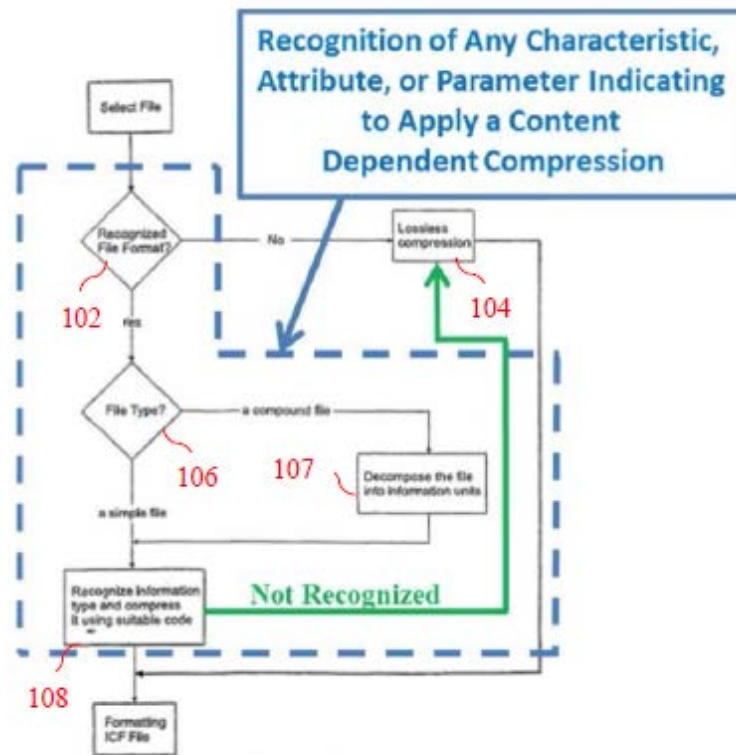 Recognition of Any Characteristic,
Attribute, or Parameter Indicating
to Apply a Content
Dependent Compression
Select File
Recognized
File Format?
No
Lossless
compression
102
104
Yes
File Type?
a compound file
106
107
Decompose the file
into information units
a simple file
Recognize information
type and compress
it using suitable code
Not Recognized
108
Formatting
ICF File